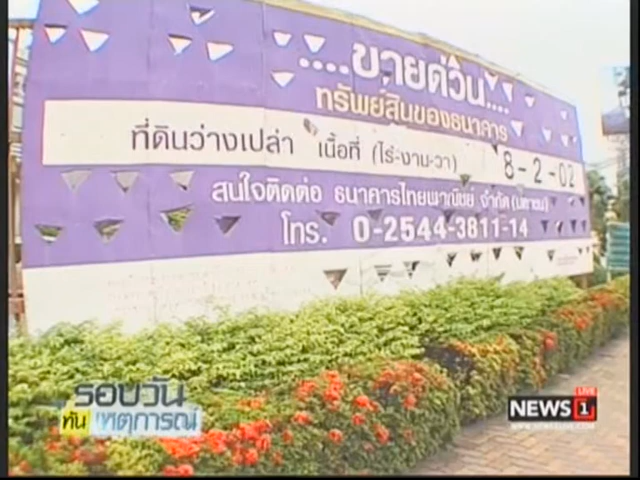 ....ขายด่วน....
ทรัพย์สินของธนาคาร
ที่ดินว่างเปล่า เนื้อที่ (ไร่-งาน-วา) 8-2-02
สนใจติดต่อ ธนาคารไทยพาณิชย์ จำกัด (มหาชน)
โทร. 0-2544-3811-14
รอบวัน
ทัน เหตุการณ์
LIVE
NEWS 1
WWW.NEWS1LIVE.COM